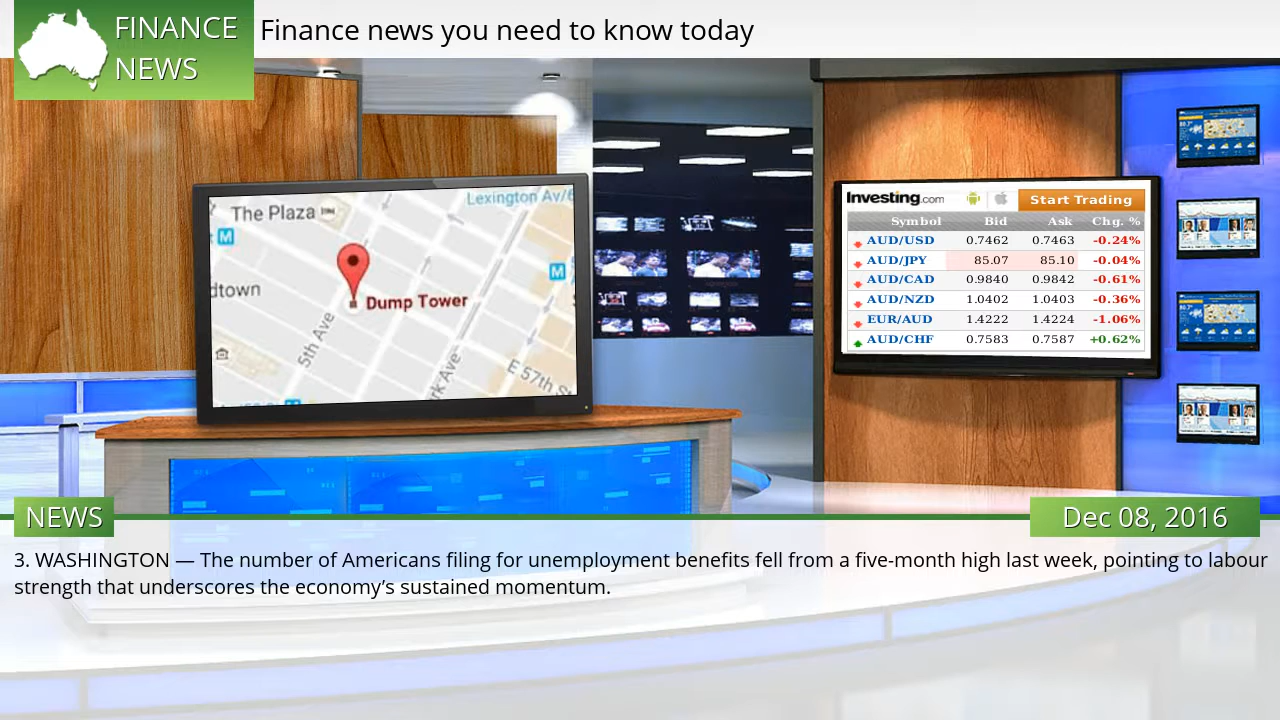 FINANCE
NEWS
Finance news you need to know today
The Plaza
Lexington Av/6
M
M
dtown
Dump Tower
5th Ave
rk Ave
E 57th St
Investing.com
Start Trading
Symbol Bid Ask Chg. %
AUD/USD 0.7462 0.7463 -0.24%
AUD/JPY 85.07 85.10 -0.04%
AUD/CAD 0.9840 0.9842 -0.61%
AUD/NZD 1.0402 1.0403 -0.36%
EUR/AUD 1.4222 1.4224 -1.06%
AUD/CHF 0.7583 0.7587 +0.62%
NEWS
Dec 08, 2016
3. WASHINGTON — The number of Americans filing for unemployment benefits fell from a five-month high last week, pointing to labour
strength that underscores the economy’s sustained momentum.